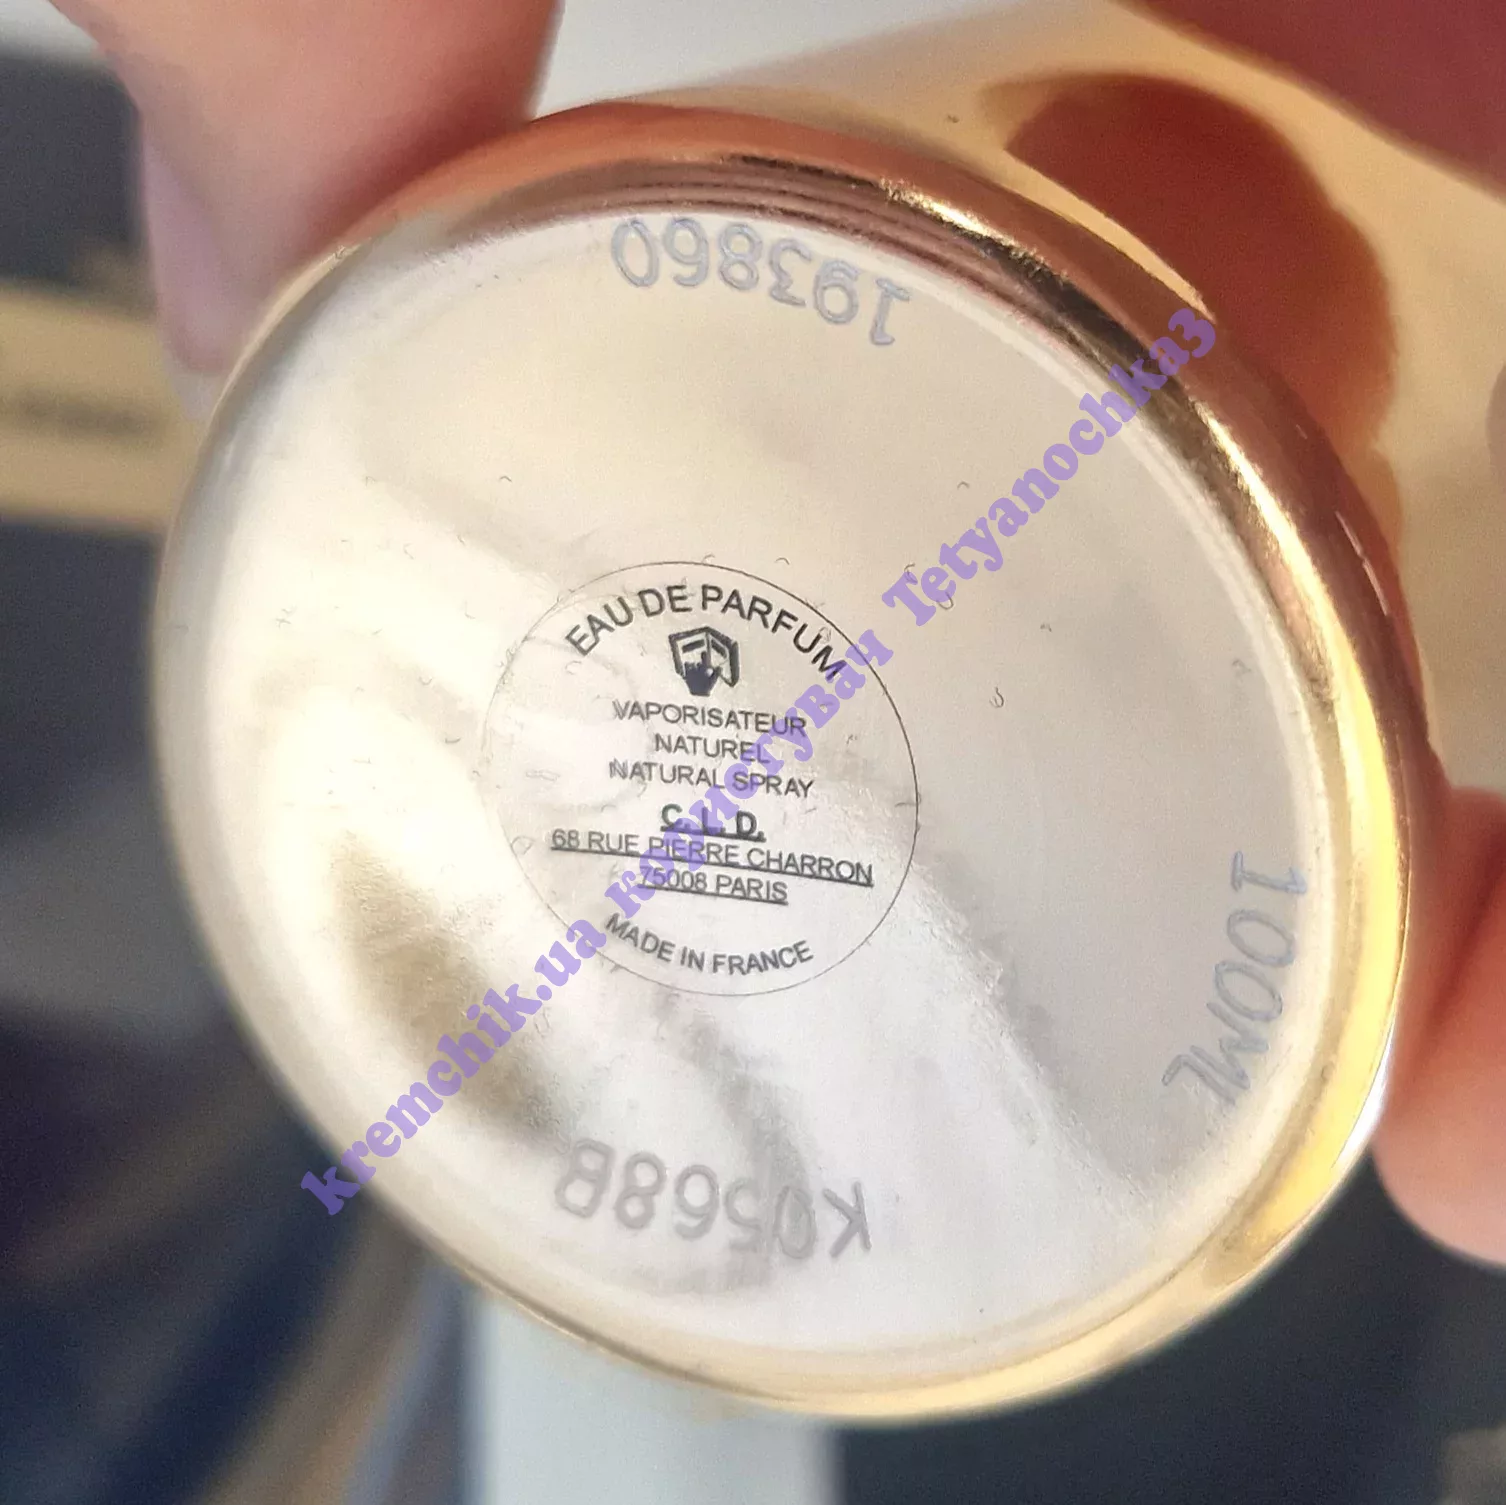 193860
EAU DE PARFUM
VAPORISATEUR
NATUREL
NATURAL SPRAY
C. L. D.
68 RUE PIERRE CHARRON
75008 PARIS
MADE IN FRANCE
100ML
K0568B
kremchik.ua користувач Tetyanochka3